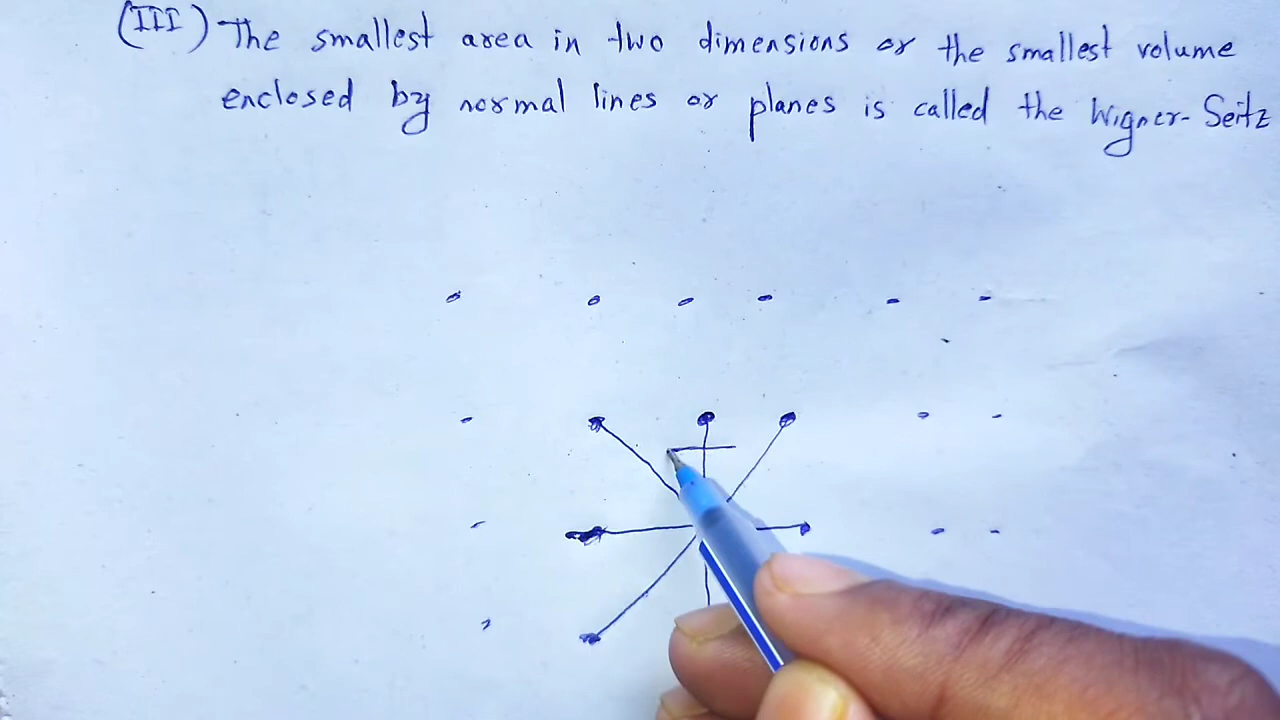 (III) The smallest area in two dimensions or the smallest volume
enclosed by normal lines or planes is called the Wigner-Seitz